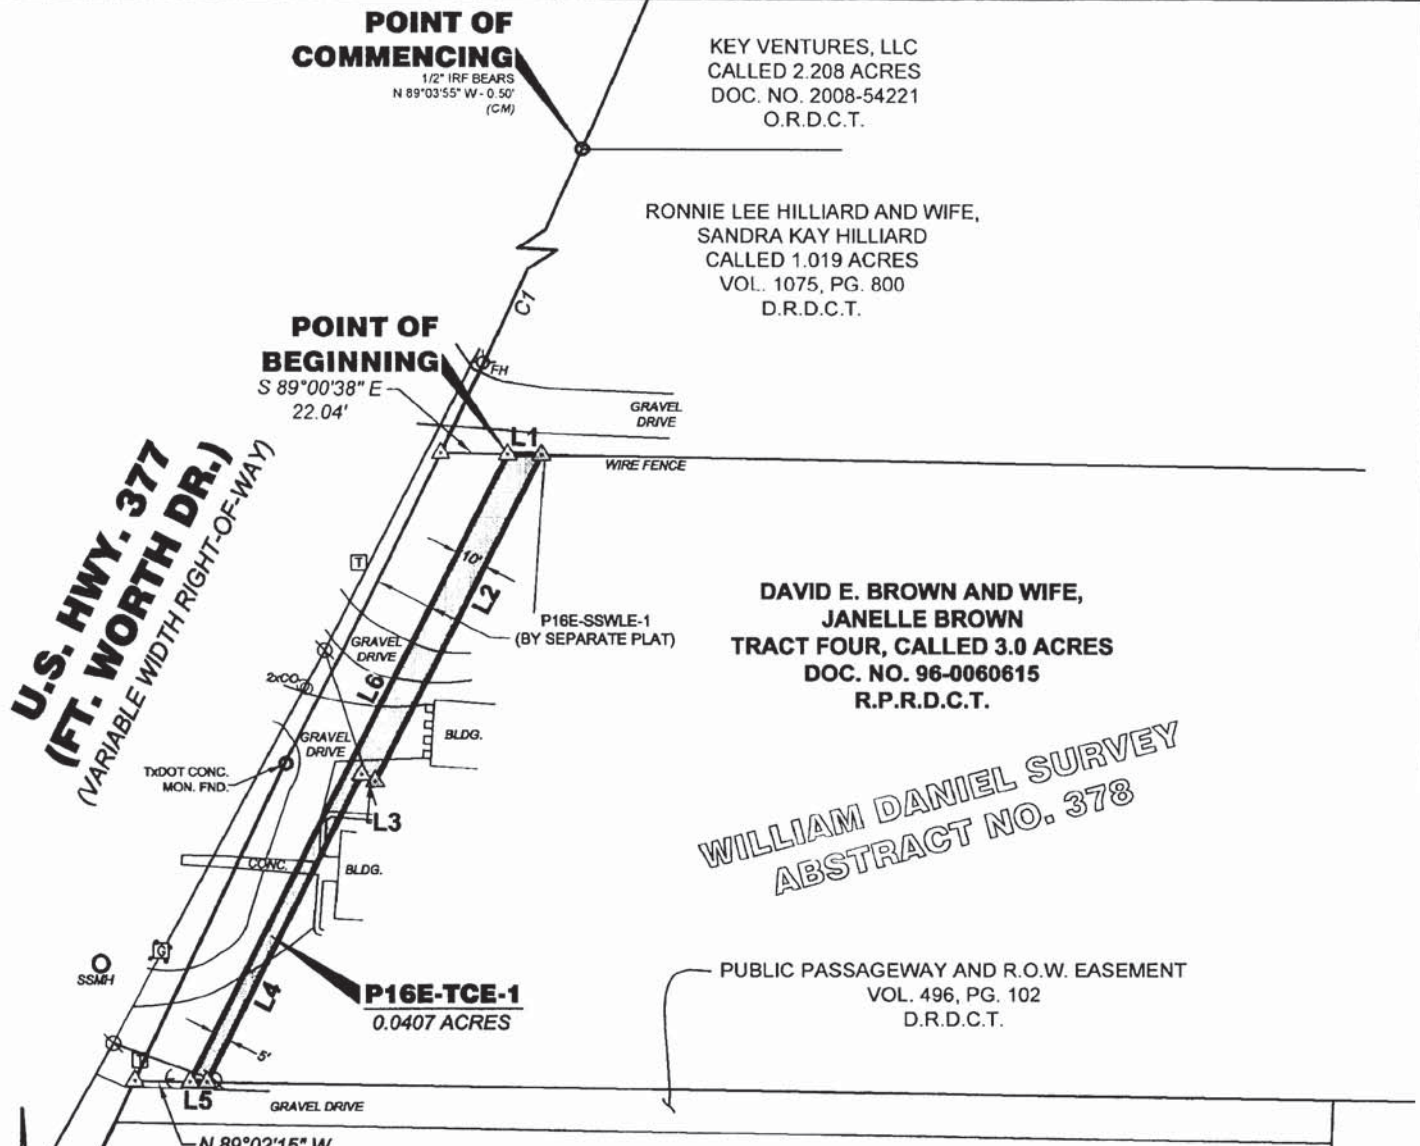 POINT OF
COMMENCING
1/2" IRF BEARS
N 89°03'55" W - 0.50'
(CM)
KEY VENTURES, LLC
CALLED 2.208 ACRES
DOC. NO. 2008-54221
O.R.D.C.T.
RONNIE LEE HILLIARD AND WIFE,
SANDRA KAY HILLIARD
CALLED 1.019 ACRES
VOL. 1075, PG. 800
D.R.D.C.T.
C1
POINT OF
BEGINNING
S 89°00'38" E
22.04'
FH
GRAVEL
DRIVE
L1
WIRE FENCE
U.S. HWY. 377
(FT. WORTH DR.)
(VARIABLE WIDTH RIGHT-OF-WAY)
T
10'
L2
P16E-SSWLE-1
(BY SEPARATE PLAT)
DAVID E. BROWN AND WIFE,
JANELLE BROWN
TRACT FOUR, CALLED 3.0 ACRES
DOC. NO. 96-0060615
R.P.R.D.C.T.
GRAVEL
DRIVE
2xCO
L6
GRAVEL
DRIVE
BLDG.
TxDOT CONC.
MON. FND.
L3
WILLIAM DANIEL SURVEY
ABSTRACT NO. 378
CONC.
BLDG.
G
SSMH
L4
P16E-TCE-1
0.0407 ACRES
PUBLIC PASSAGEWAY AND R.O.W. EASEMENT
VOL. 496, PG. 102
D.R.D.C.T.
5'
L5
GRAVEL DRIVE
N 89°02'15" W